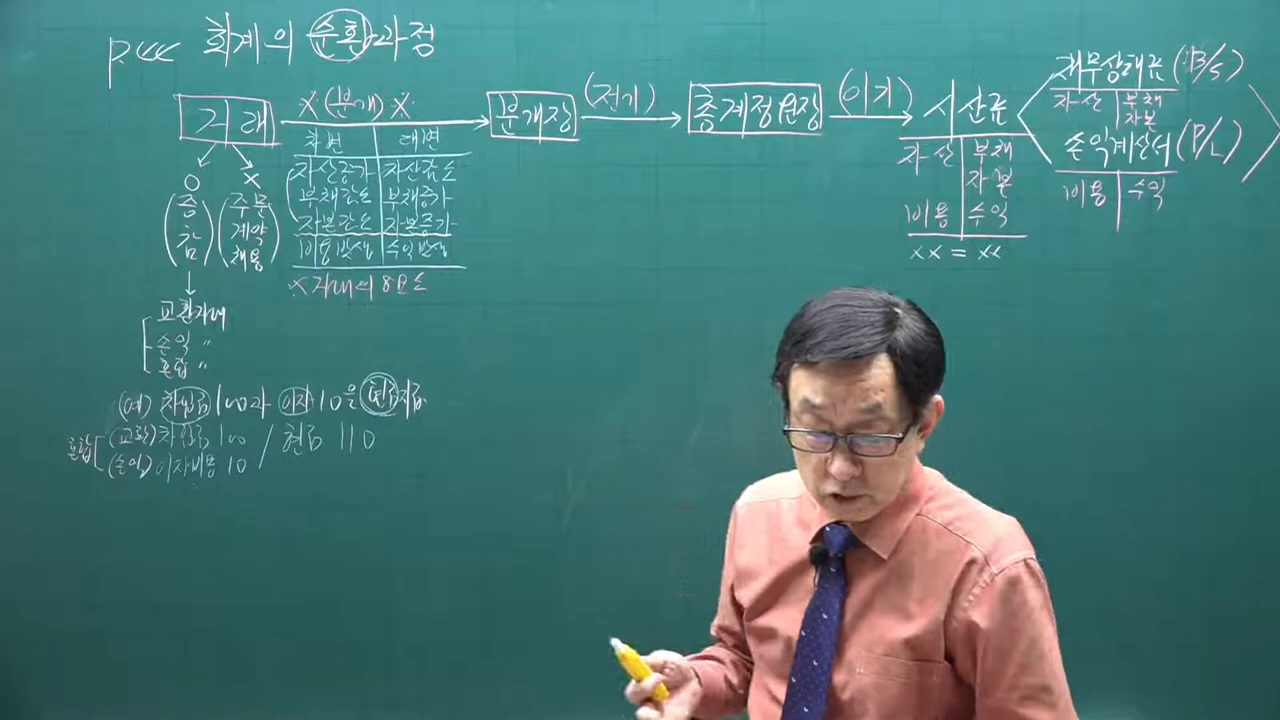 P.<<< 회계의 순환과정
거래
※(분개)※
분개장
(전기)
총계정원장
(이기)
시산표
재무상태표(B/S)
자산 부채
자본
손익계산서(P/L)
비용 수익
차변 대변
자산증가 자산감소
부채감소 부채증가
자본감소 자본증가
비용발생 수익발생
※거래의 8요소
자산 부채
자본
비용 수익
xx = xx
O X
(증 감)
(주문 계약 채용)
교환거래
손익 〃
혼합 〃
(예) 차입금 100과 이자 10을 현금지급
혼합 (교환)차입금 100 / 현금 110
(손익) 이자비용 10